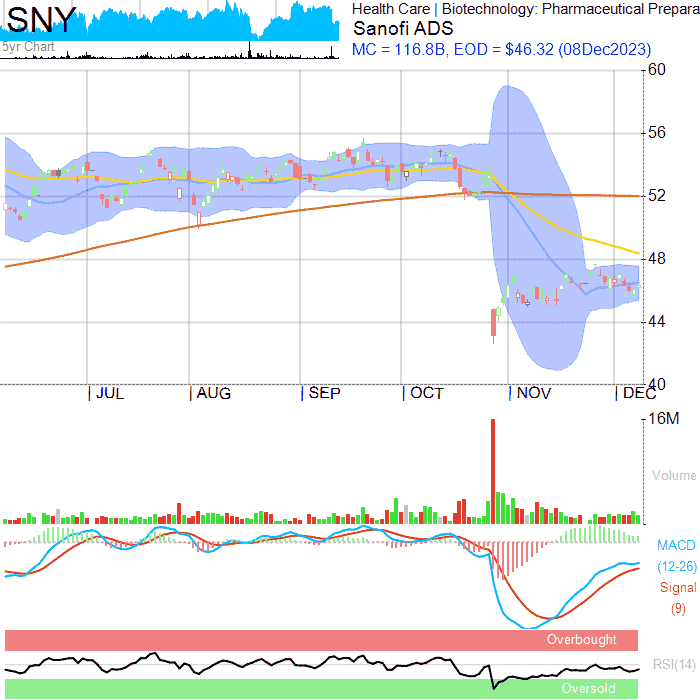 SNY
Health Care | Biotechnology: Pharmaceutical Prepara
Sanofi ADS
5yr Chart
MC = 116.8B, EOD = $46.32 (08Dec2023)
60
56
52
48
44
40
| JUL
| AUG
| SEP
| OCT
| NOV
| DEC
16M
Volume
MACD
(12-26)
Signal
(9)
Overbought
RSI(14)
Oversold